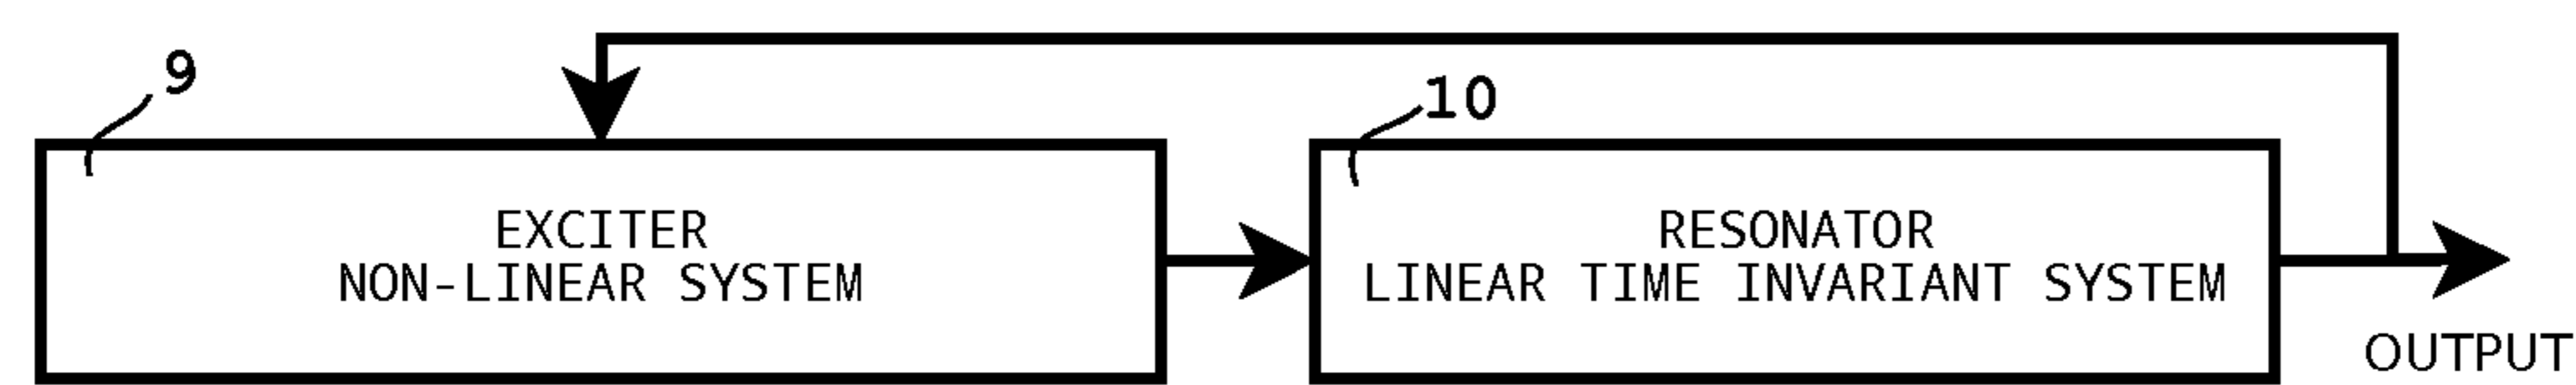 9
10
EXCITER
NON-LINEAR SYSTEM
RESONATOR
LINEAR TIME INVARIANT SYSTEM
OUTPUT